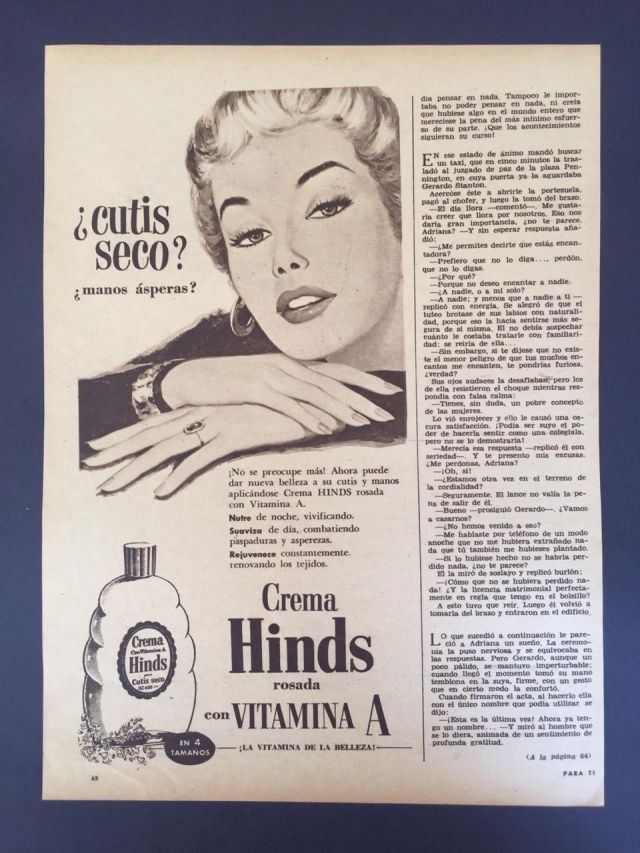 ¿cutis
seco?
¿manos ásperas?
¡No se preocupe más! Ahora puede
dar nueva belleza a su cutis y manos
aplicándose Crema HINDS rosada
con Vitamina A.
Nutre de noche, vivificando.
Suaviza de día, combatiendo
paspaduras y asperezas.
Rejuvenece constantemente.
renovando los tejidos.
Crema
Hinds
rosada
con VITAMINA A
¡LA VITAMINA DE LA BELLEZA!
Crema
Con Vitamina A
Hinds
para
Cutis seco
EN 4
TAMAÑOS
62
día pensar en nada. Tampoco le impor-
taba no poder pensar en nada, ni creía
que hubiese algo en el mundo entero que
mereciese la pena del más mínimo esfuer-
zo de su parte. ¡Que los acontecimientos
siguieran su curso!
EN ese estado de ánimo mandó buscar
un taxi, que en cinco minutos la tras-
ladó al juzgado de paz de la plaza Pen-
nington, en cuya puerta ya la aguardaba
Gerardo Stanton.
Acercóse éste a abrirle la portezuela,
pagó al chofer, y luego la tomó del brazo.
—El día llora —comentó—. Me gusta-
ría creer que llora por nosotros. Eso nos
daría gran importancia, ¿no te parece,
Adriana? —Y sin esperar respuesta aña-
dió:
—¿Me permites decirte que estás encan-
tadora?
—Prefiero que no lo diga..., perdón,
que no lo digas.
—¿Por qué?
—Porque no deseo encantar a nadie.
—¿A nadie, o a mí solo?
—A nadie; y menos que a nadie a ti —
replicó con energía. Se alegró de que el
tuteo brotase de sus labios con naturali-
dad, porque eso la hacía sentirse más se-
gura de sí misma. El no debía sospechar
cuánto le costaba tratarle con familiari-
dad: se reiría de ella...
—Sin embargo, si te dijese que no exis-
te el menor peligro de que tus muchos en-
cantos me encanten, te pondrías furiosa,
¿verdad?
Sus ojos audaces la desafiaban, pero los
de ella resistieron el choque mientras res-
pondía con falsa calma:
—Tienes, sin duda, un pobre concepto
de las mujeres.
Lo vió enrojecer y ello le causó una os-
cura satisfacción. ¡Podía ser suyo el po-
der de hacerla sentir como una colegiala,
pero no se lo demostraría!
—Merecía esa respuesta —replicó él con
seriedad—. Y te presento mis excusas.
¿Me perdonas, Adriana?
—¡Oh, sí!
—¿Estamos otra vez en el terreno de
la cordialidad?
—Seguramente. El lance no valía la pe-
na de salir de él.
—Bueno —prosiguió Gerardo—. ¿Vamos
a casarnos?
—¿No hemos venido a eso?
—Me hablaste por teléfono de un modo
anoche que no me hubiera extrañado na-
da que tú también me hubieses plantado.
—Si lo hubiese hecho no se habría per-
dido nada, ¿no te parece?
El la miró de soslayo y replicó burlón:
—¡Cómo que no se hubiera perdido na-
da! ¿Y la licencia matrimonial perfecta-
mente en regla que tengo en el bolsillo?
A esto tuvo que reír. Luego él volvió a
tomarla del brazo y entraron en el edificio.
LO que sucedió a continuación le pare-
ció a Adriana un sueño. La ceremo-
nia la puso nerviosa y se equivocaba en
las respuestas. Pero Gerardo, aunque un
poco pálido, se mantuvo imperturbable;
cuando llegó el momento tomó su mano
temblona en la suya, firme, con un gesto
que en cierto modo la confortó.
Cuando firmaron el acta, al hacerlo ella
con el único nombre que podía utilizar se
dijo:
—¡Esta es la última vez! Ahora ya ten-
go un nombre... —Y miró al hombre que
se lo diera, animada de un sentimiento de
profunda gratitud.
(A la página 64)
PARA TI